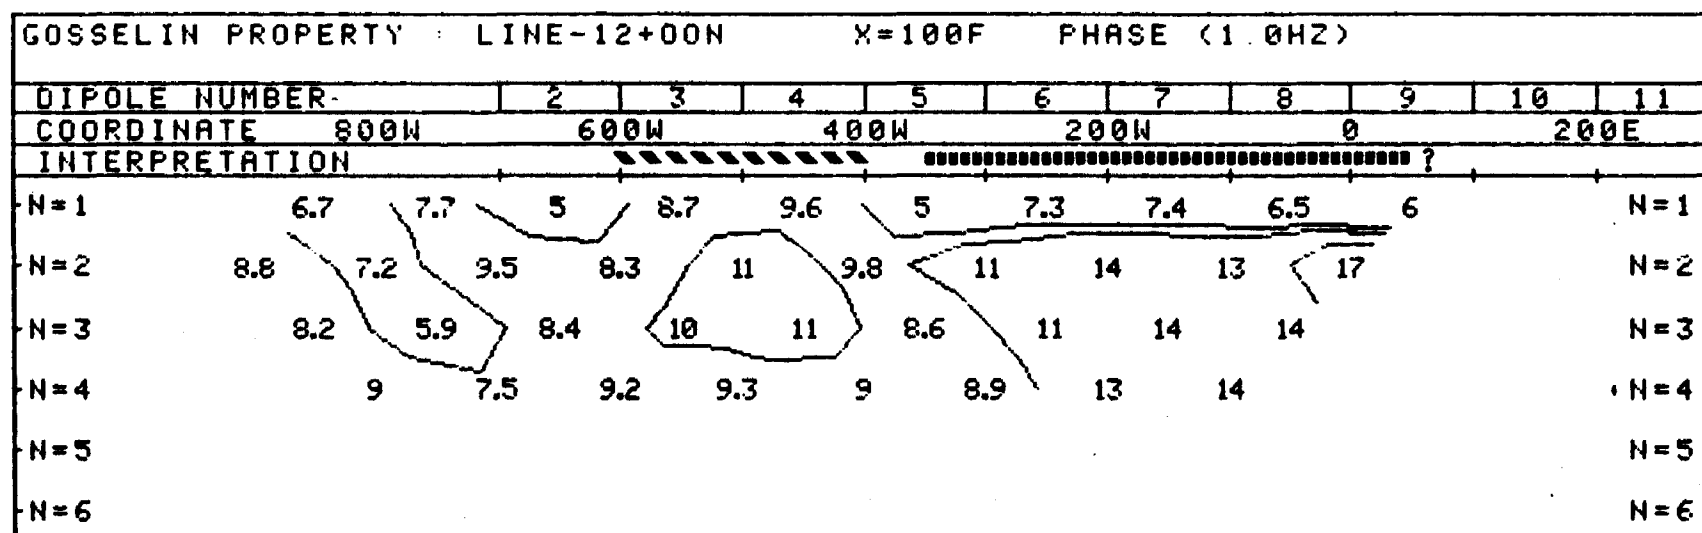 GOSSELIN PROPERTY : LINE-12+00N X=100F PHASE (1.0HZ)
DIPOLE NUMBER- 2 3 4 5 6 7 8 9 10 11
COORDINATE 800W 600W 400W 200W 0 200E
INTERPRETATION ?
N=1 6.7 7.7 5 8.7 9.6 5 7.3 7.4 6.5 6 N=1
N=2 8.8 7.2 9.5 8.3 11 9.8 11 14 13 17 N=2
N=3 8.2 5.9 8.4 10 11 8.6 11 14 14 N=3
N=4 9 7.5 9.2 9.3 9 8.9 13 14 N=4
N=5 N=5
N=6 N=6